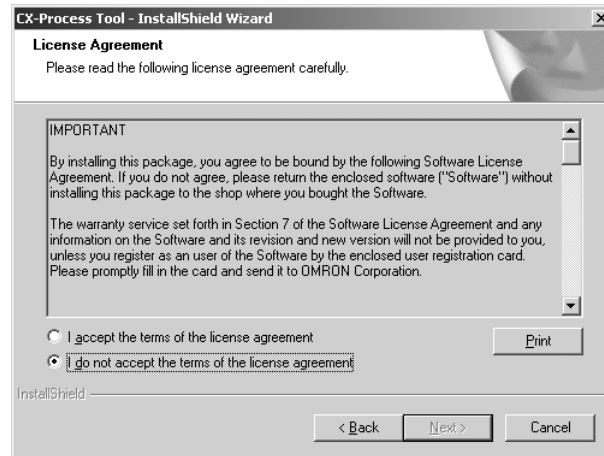 CX-Process Tool - InstallShield Wizard
License Agreement
Please read the following license agreement carefully.
IMPORTANT
By installing this package, you agree to be bound by the following Software License
Agreement. If you do not agree, please return the enclosed software ("Software") without
installing this package to the shop where you bought the Software.
The warranty service set forth in Section 7 of the Software License Agreement and any
information on the Software and its revision and new version will not be provided to you,
unless you register as an user of the Software by the enclosed user registration card.
Please promptly fill in the card and send it to OMRON Corporation.
I accept the terms of the license agreement
Print
I do not accept the terms of the license agreement
InstallShield
< Back
Next >
Cancel